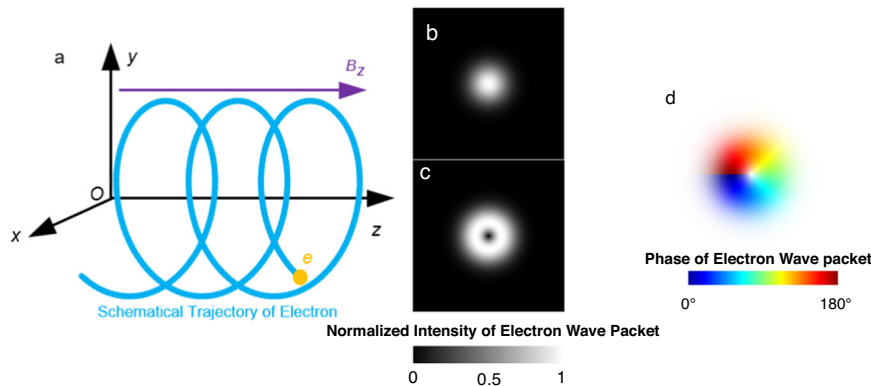 a
y
B_z
O
x
z
e
Schematical Trajectory of Electron
b
c
Normalized Intensity of Electron Wave Packet
0
0.5
1
d
Phase of Electron Wave packet
0°
180°